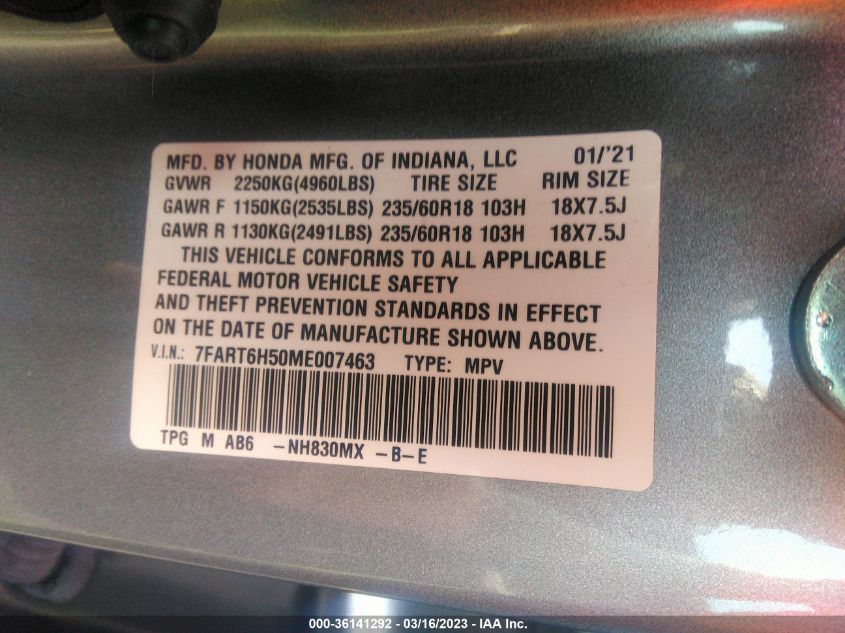 MFD. BY HONDA MFG. OF INDIANA, LLC 01/'21
GVWR 2250KG(4960LBS) TIRE SIZE RIM SIZE
GAWR F 1150KG(2535LBS) 235/60R18 103H 18X7.5J
GAWR R 1130KG(2491LBS) 235/60R18 103H 18X7.5J
THIS VEHICLE CONFORMS TO ALL APPLICABLE
FEDERAL MOTOR VEHICLE SAFETY
AND THEFT PREVENTION STANDARDS IN EFFECT
ON THE DATE OF MANUFACTURE SHOWN ABOVE.
V.I.N.: 7FART6H50ME007463 TYPE: MPV
TPG M AB6 -NH830MX -B-E
000-36141292 - 03/16/2023 - IAA Inc.